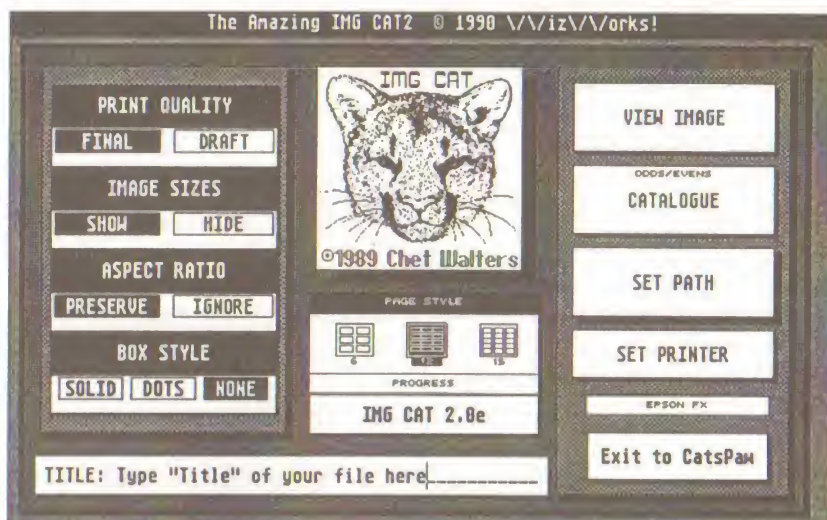 The Amazing IMG CAT2 © 1990 \/\/iz\/\/orks!
PRINT QUALITY
FINAL DRAFT
IMAGE SIZES
SHOW HIDE
ASPECT RATIO
PRESERVE IGNORE
BOX STYLE
SOLID DOTS NONE
IMG CAT
©1989 Chet Walters
PAGE STYLE
6 12 15
PROGRESS
IMG CAT 2.0e
VIEW IMAGE
ODDS/EVENS
CATALOGUE
SET PATH
SET PRINTER
EPSON FX
Exit to CatsPaw
TITLE: Type "Title" of your file here|___________